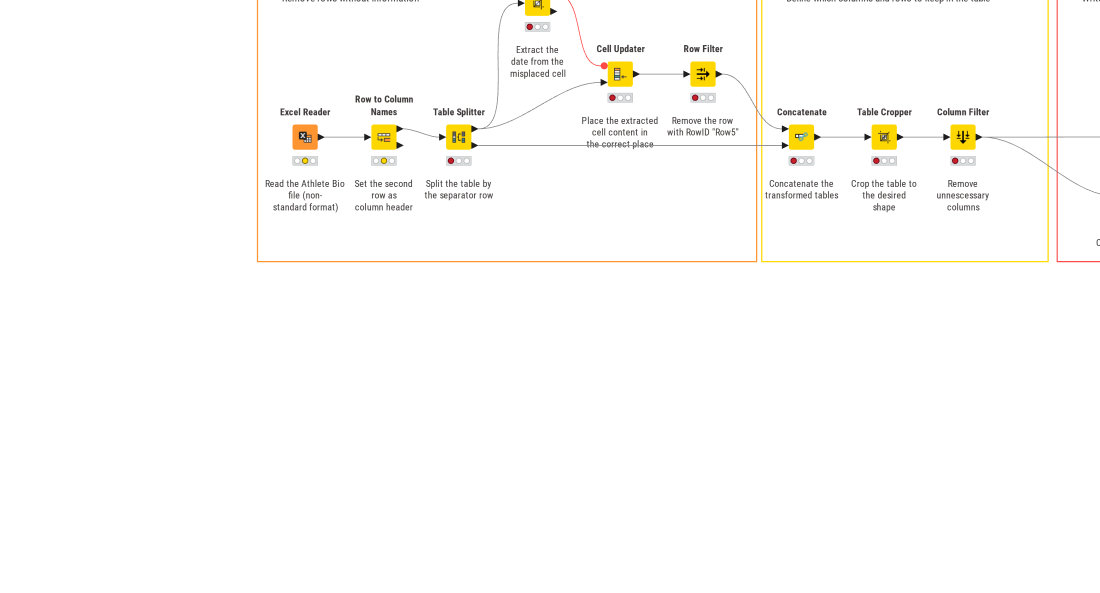 Remove rows without information
Define which columns and rows to keep in the table
Extract the
date from the
misplaced cell
Cell Updater
Row Filter
Place the extracted
cell content in
the correct place
Remove the row
with RowID "Row5"
Excel Reader
Row to Column
Names
Table Splitter
Concatenate
Table Cropper
Column Filter
Read the Athlete Bio
file (non-
standard format)
Set the second
row as
column header
Split the table by
the separator row
Concatenate the
transformed tables
Crop the table to
the desired
shape
Remove
unnescessary
columns